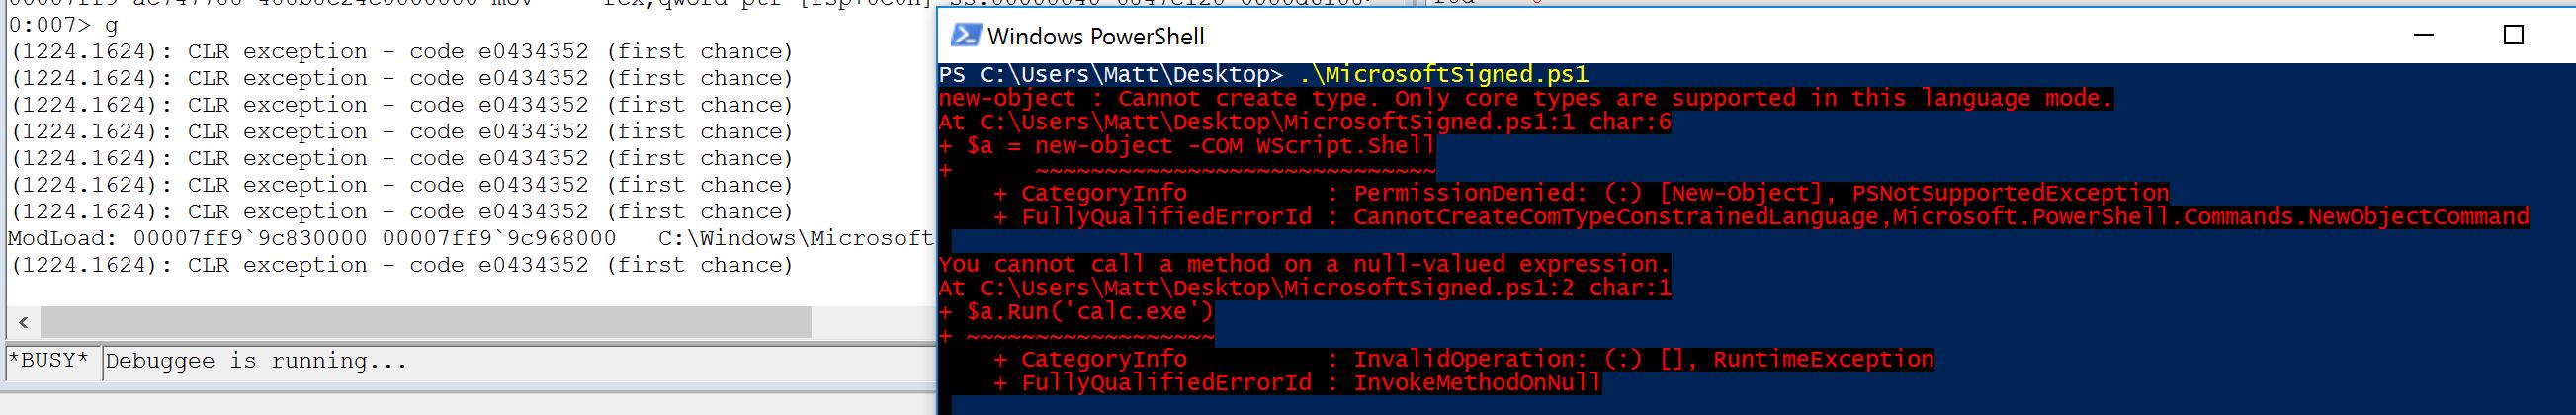 0:007> g
(1224.1624): CLR exception - code e0434352 (first chance)
(1224.1624): CLR exception - code e0434352 (first chance)
(1224.1624): CLR exception - code e0434352 (first chance)
(1224.1624): CLR exception - code e0434352 (first chance)
(1224.1624): CLR exception - code e0434352 (first chance)
(1224.1624): CLR exception - code e0434352 (first chance)
(1224.1624): CLR exception - code e0434352 (first chance)
ModLoad: 00007ff9`9c830000 00007ff9`9c968000   C:\Windows\Microsoft
(1224.1624): CLR exception - code e0434352 (first chance)
*BUSY* Debuggee is running...
Windows PowerShell
PS C:\Users\Matt\Desktop> .\MicrosoftSigned.ps1
new-object : Cannot create type. Only core types are supported in this language mode.
At C:\Users\Matt\Desktop\MicrosoftSigned.ps1:1 char:6
+ $a = new-object -COM WScript.Shell
+      ~~~~~~~~~~~~~~~~~~~~~~~~~~~~~
    + CategoryInfo          : PermissionDenied: (:) [New-Object], PSNotSupportedException
    + FullyQualifiedErrorId : CannotCreateComTypeConstrainedLanguage,Microsoft.PowerShell.Commands.NewObjectCommand
You cannot call a method on a null-valued expression.
At C:\Users\Matt\Desktop\MicrosoftSigned.ps1:2 char:1
+ $a.Run('calc.exe')
+ ~~~~~~~~~~~~~~~~~~
    + CategoryInfo          : InvalidOperation: (:) [], RuntimeException
    + FullyQualifiedErrorId : InvokeMethodOnNull